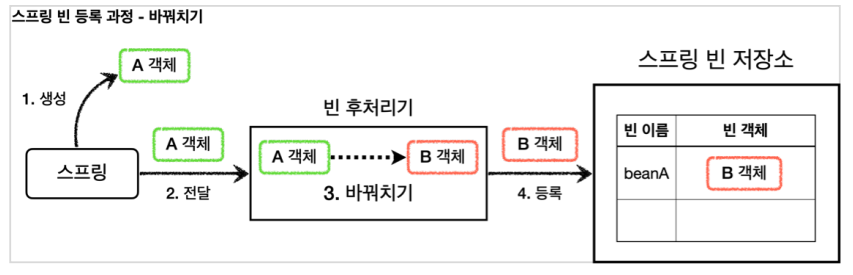 스프링 빈 등록 과정 - 바꿔치기
스프링 빈 저장소
A 객체
1. 생성
빈 후처리기
스프링
A 객체
2. 전달
A 객체
B 객체
3. 바꿔치기
B 객체
4. 등록
빈 이름 빈 객체
beanA B 객체